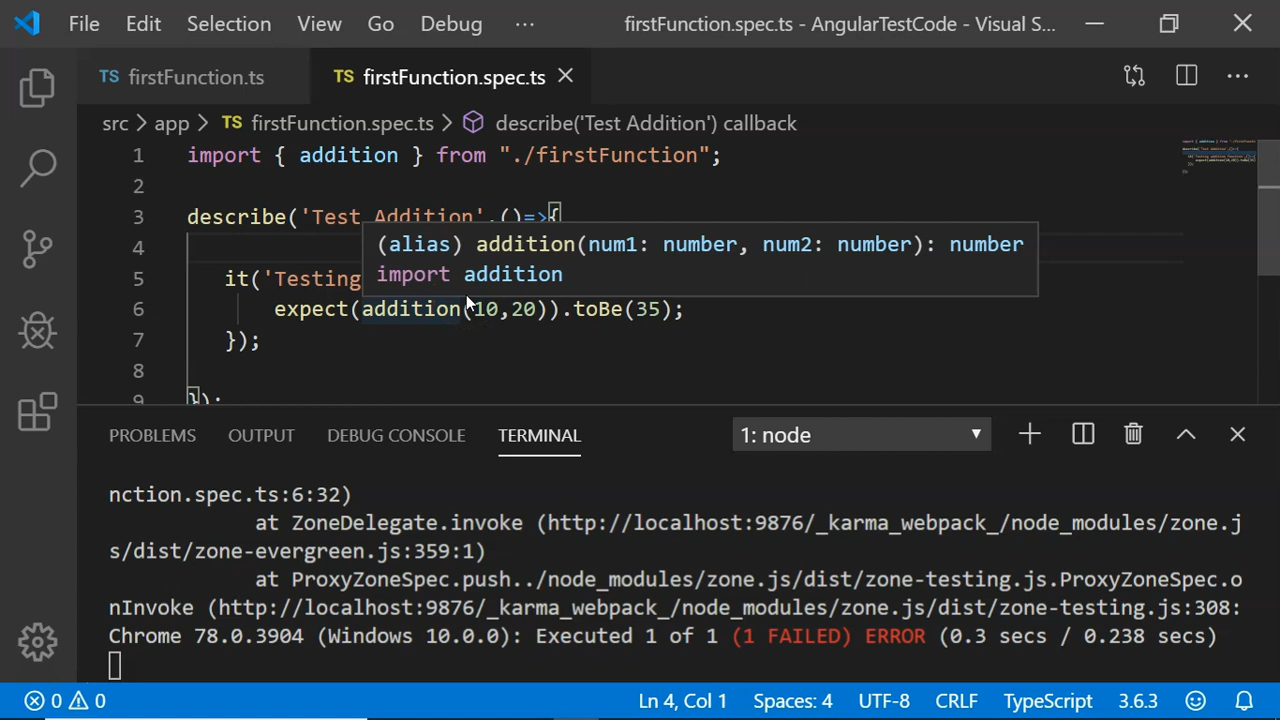 File Edit Selection View Go Debug ··· firstFunction.spec.ts - AngularTestCode - Visual S...
TS firstFunction.ts TS firstFunction.spec.ts
src > app > TS firstFunction.spec.ts > describe('Test Addition') callback
1 import { addition } from "./firstFunction";
2
3 describe('Test Addition',()=>{
(alias) addition(num1: number, num2: number): number
4
import addition
5 it('Testing
6 expect(addition(10,20)).toBe(35);
7 });
8
9 });
PROBLEMS OUTPUT DEBUG CONSOLE TERMINAL 1: node
nction.spec.ts:6:32)
at ZoneDelegate.invoke (http://localhost:9876/_karma_webpack_/node_modules/zone.j
s/dist/zone-evergreen.js:359:1)
at ProxyZoneSpec.push../node_modules/zone.js/dist/zone-testing.js.ProxyZoneSpec.o
nInvoke (http://localhost:9876/_karma_webpack_/node_modules/zone.js/dist/zone-testing.js:308:
Chrome 78.0.3904 (Windows 10.0.0): Executed 1 of 1 (1 FAILED) ERROR (0.3 secs / 0.238 secs)
0 0 Ln 4, Col 1 Spaces: 4 UTF-8 CRLF TypeScript 3.6.3